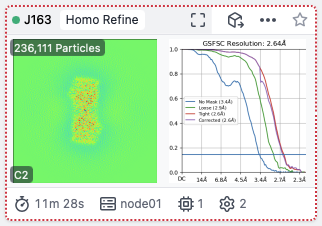 J163 Homo Refine
236,111 Particles
GSFSC Resolution: 2.64Å
1.0
0.8
0.6
0.4
0.2
0.0
No Mask (3.4Å)
Loose (2.9Å)
Tight (2.6Å)
Corrected (2.6Å)
DC 14Å 6.8Å 4.5Å 3.4Å 2.7Å 2.3Å
C2
11m 28s node01 1 2